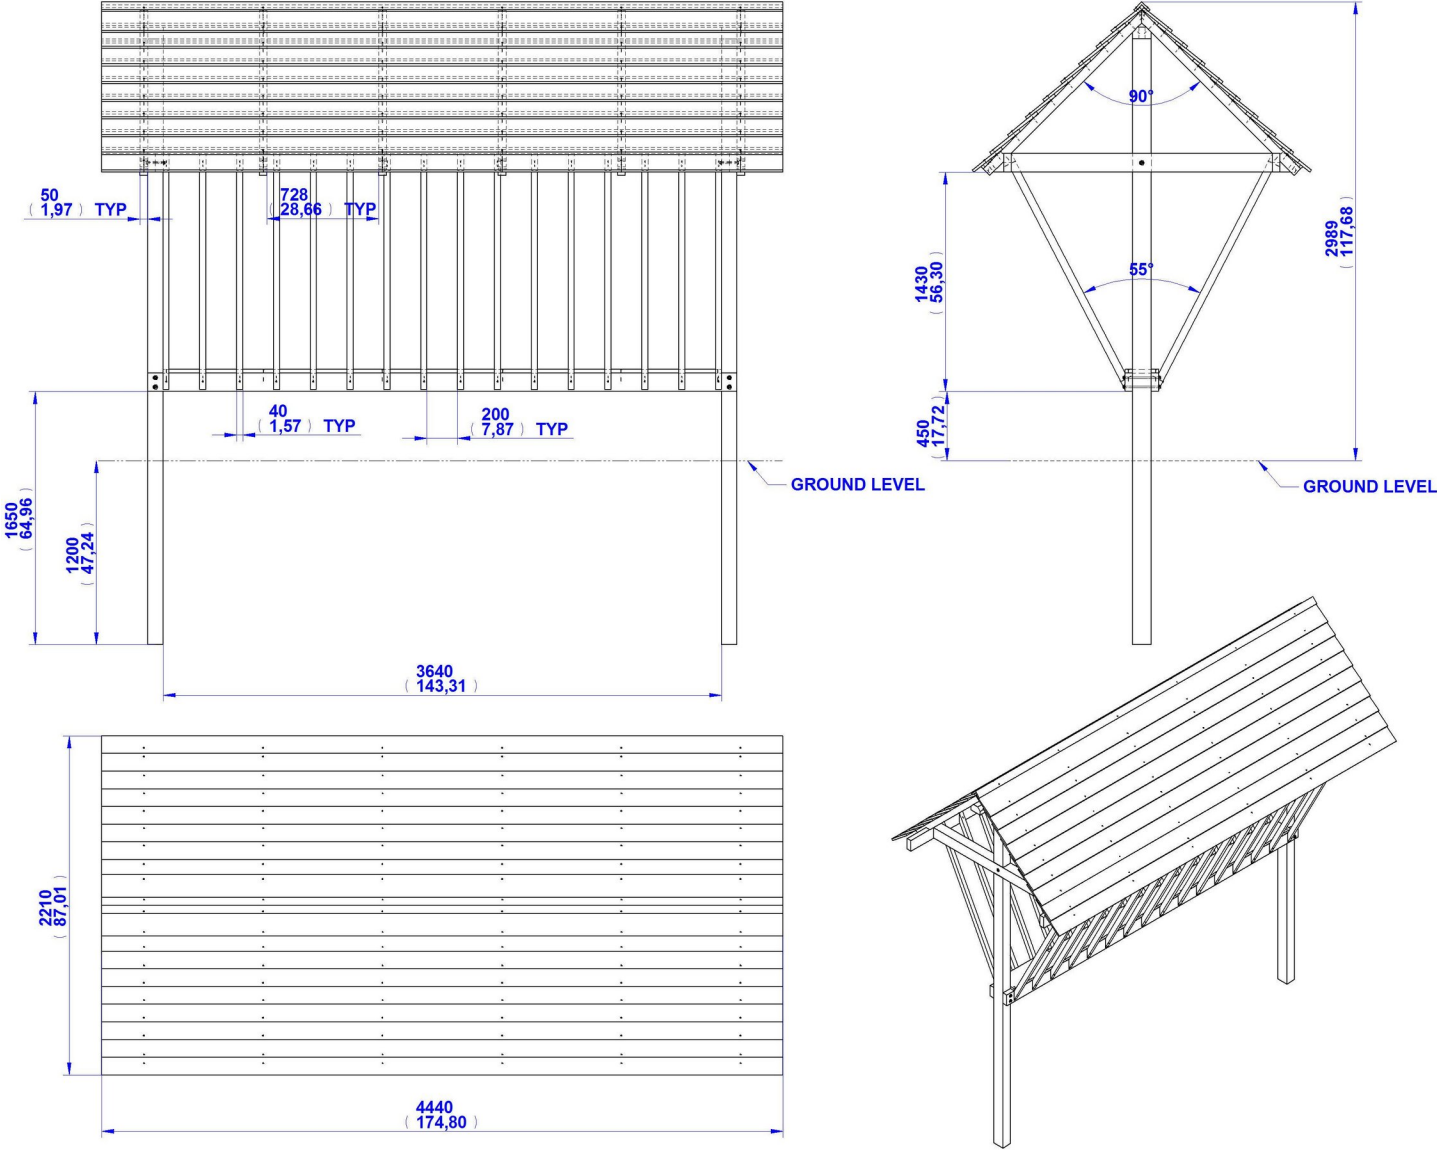 50
( 1,97 ) TYP
728
( 28,66 ) TYP
90°
2989
( 117,68 )
1430
( 56,30 )
55°
40
( 1,57 ) TYP
200
( 7,87 ) TYP
450
( 17,72 )
GROUND LEVEL
GROUND LEVEL
1650
( 64,96 )
1200
( 47,24 )
3640
( 143,31 )
2210
( 87,01 )
4440
( 174,80 )